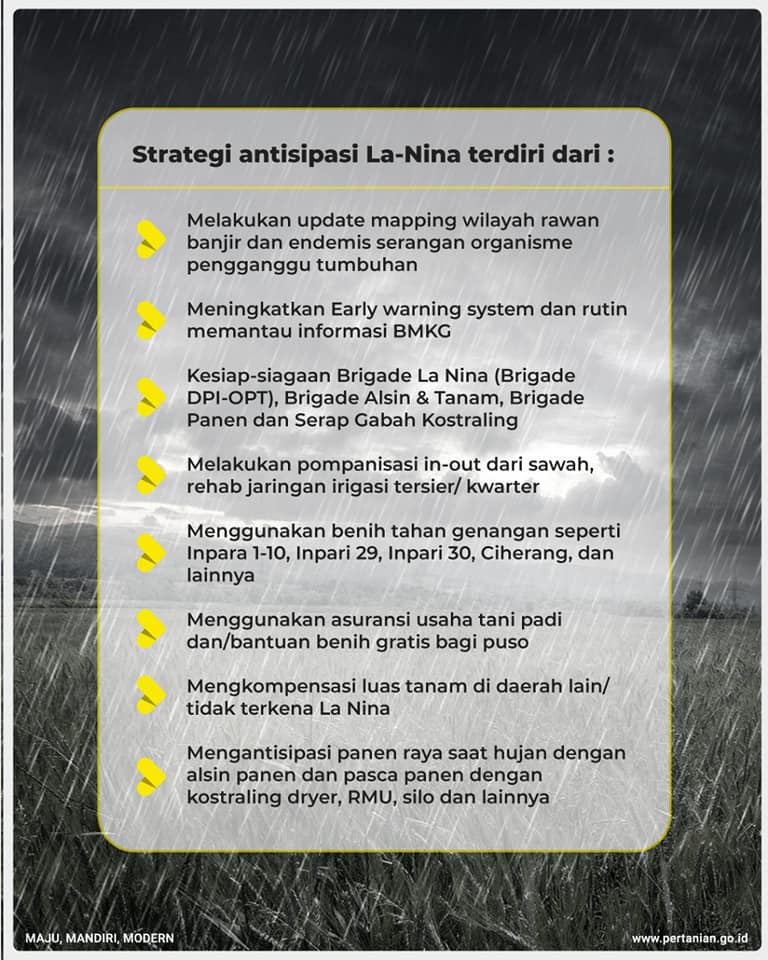 Strategi antisipasi La-Nina terdiri dari :
Melakukan update mapping wilayah rawan
banjir dan endemis serangan organisme
pengganggu tumbuhan
Meningkatkan Early warning system dan rutin
memantau informasi BMKG
Kesiap-siagaan Brigade La Nina (Brigade
DPI-OPT), Brigade Alsin & Tanam, Brigade
Panen dan Serap Gabah Kostraling
Melakukan pompanisasi in-out dari sawah,
rehab jaringan irigasi tersier/ kwarter
Menggunakan benih tahan genangan seperti
Inpara 1-10, Inpari 29, Inpari 30, Ciherang, dan
lainnya
Menggunakan asuransi usaha tani padi
dan/bantuan benih gratis bagi puso
Mengkompensasi luas tanam di daerah lain/
tidak terkena La Nina
Mengantisipasi panen raya saat hujan dengan
alsin panen dan pasca panen dengan
kostraling dryer, RMU, silo dan lainnya
MAJU, MANDIRI, MODERN
www.pertanian.go.id